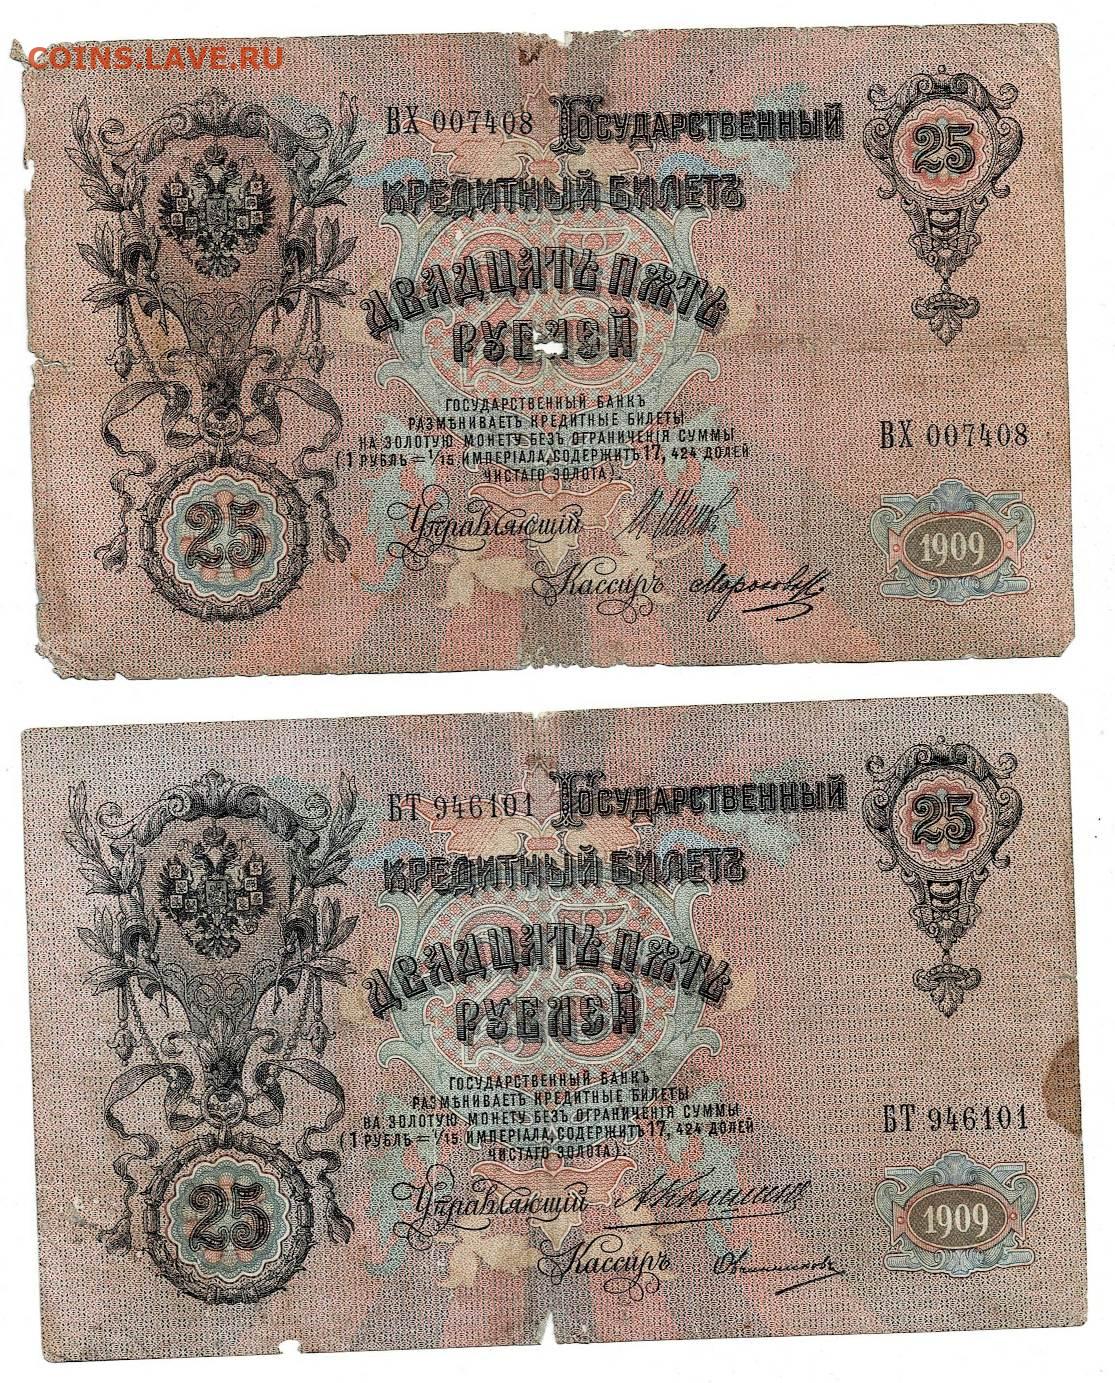 COINS.LAVE.RU
ВХ 007408 Государственный
25
кредитный билетъ
двадцать пять
рублей
25
Государственный банкъ
размѣниваетъ кредитные билеты
на золотую монету безъ ограниченія суммы
(1 рубль = 1/15 имперіала, содержитъ 17, 424 долей
чистаго золота).
ВХ 007408
25
Управляющій
1909
Кассиръ
БТ 946101 Государственный
25
кредитный билетъ
двадцать пять
рублей
25
Государственный банкъ
размѣниваетъ кредитные билеты
на золотую монету безъ ограниченія суммы
(1 рубль = 1/15 имперіала, содержитъ 17, 424 долей
чистаго золота).
БТ 946101
25
Управляющій
1909
Кассиръ Овчинниковъ